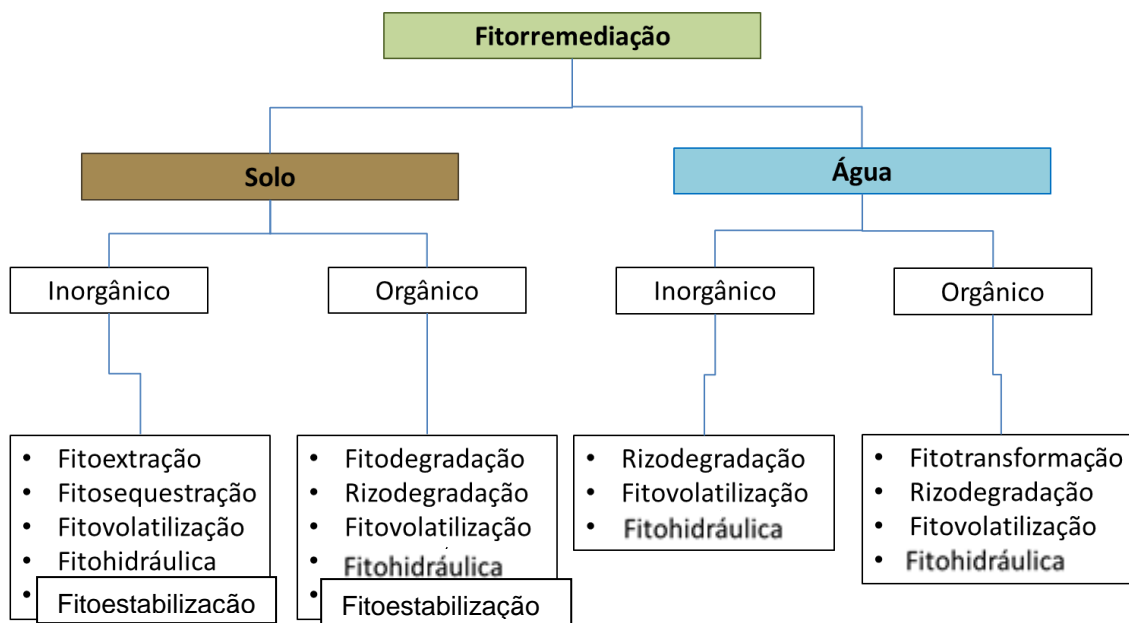 Fitorremediação
Solo
Água
Inorgânico
Orgânico
Inorgânico
Orgânico
• Fitoextração
• Fitosequestração
• Fitovolatilização
• Fitohidráulica
• Fitoestabilizacão
• Fitodegradação
• Rizodegradação
• Fitovolatilização
• Fitohidráulica
• Fitoestabilização
• Rizodegradação
• Fitovolatilização
• Fitohidráulica
• Fitotransformação
• Rizodegradação
• Fitovolatilização
• Fitohidráulica